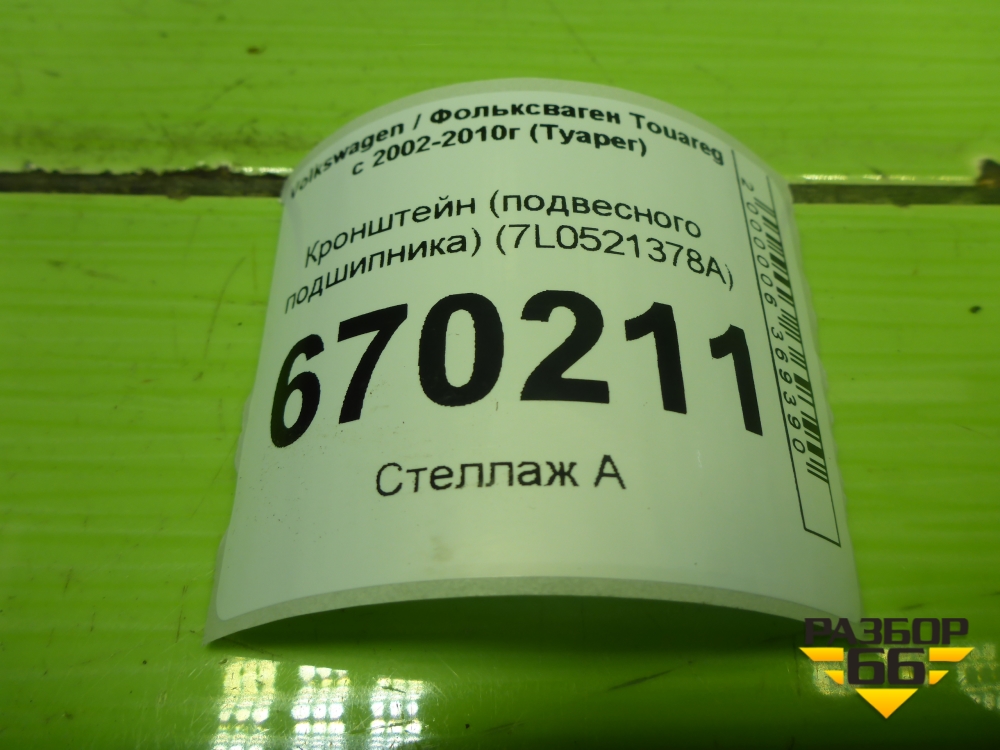 Volkswagen / Фольксваген Touareg
с 2002-2010г (Туарег)
Кронштейн (подвесного
подшипника) (7L0521378A)
670211
Стеллаж А
2000006369390
РАЗБОР
66